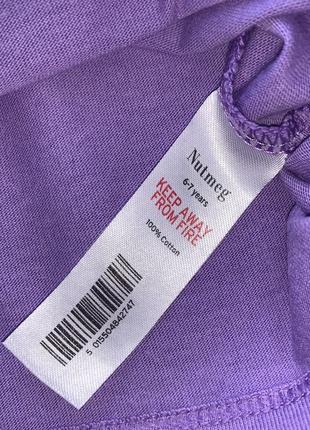 Nutmeg
6-7 years
KEEP AWAY
FROM FIRE
100% Cotton
5 015504 842747